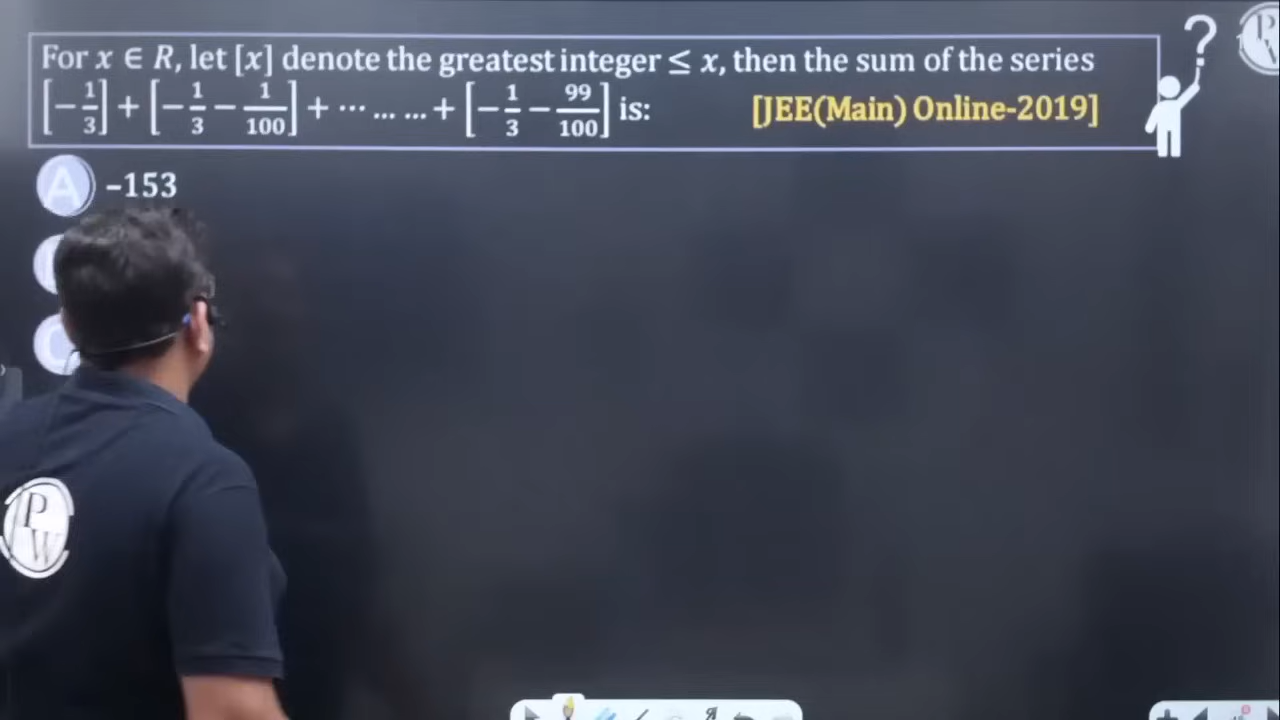 For x ∈ R, let [x] denote the greatest integer ≤ x, then the sum of the series
[−1/3] + [−1/3 − 1/100] + ⋯ … … + [−1/3 − 99/100] is: [JEE(Main) Online-2019]
?
A −153
P W